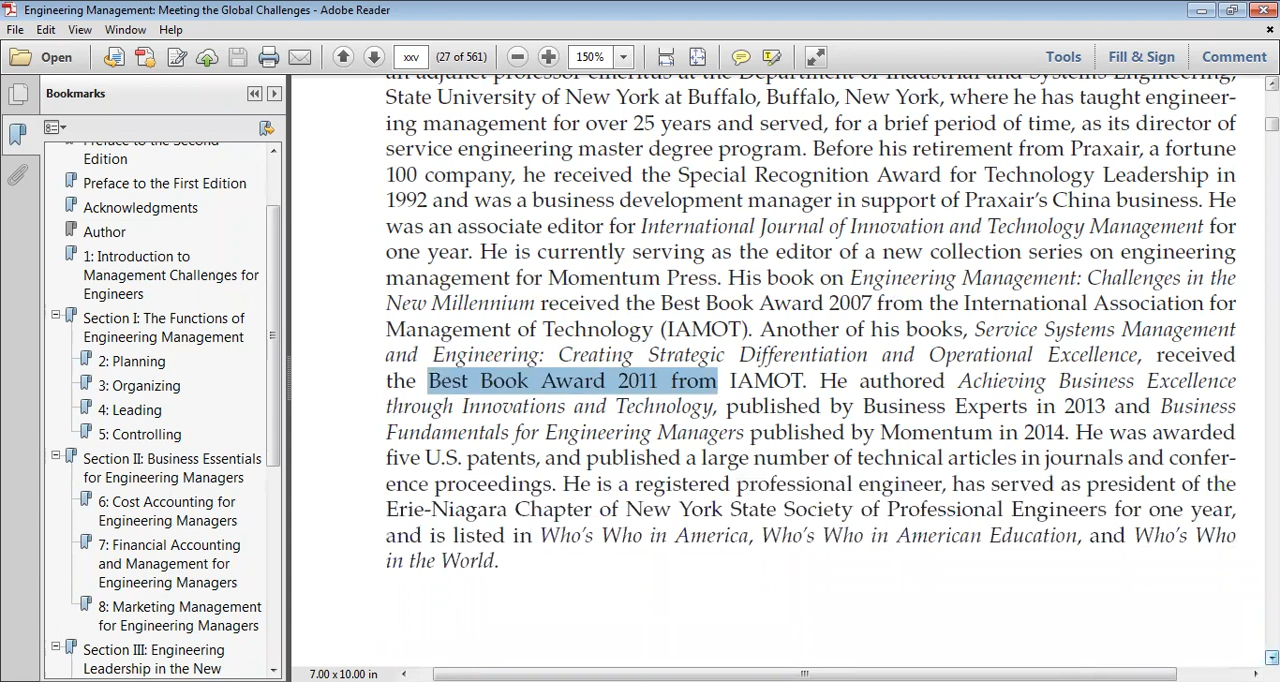 Engineering Management: Meeting the Global Challenges - Adobe Reader
File Edit View Window Help
Open
xxv
(27 of 561)
150%
Tools
Fill & Sign
Comment
Bookmarks
Preface to the Second
Edition
Preface to the First Edition
Acknowledgments
Author
1: Introduction to
Management Challenges for
Engineers
Section I: The Functions of
Engineering Management
2: Planning
3: Organizing
4: Leading
5: Controlling
Section II: Business Essentials
for Engineering Managers
6: Cost Accounting for
Engineering Managers
7: Financial Accounting
and Management for
Engineering Managers
8: Marketing Management
for Engineering Managers
Section III: Engineering
Leadership in the New
an adjunct professor emeritus at the Department of Industrial and Systems Engineering,
State University of New York at Buffalo, Buffalo, New York, where he has taught engineer-
ing management for over 25 years and served, for a brief period of time, as its director of
service engineering master degree program. Before his retirement from Praxair, a fortune
100 company, he received the Special Recognition Award for Technology Leadership in
1992 and was a business development manager in support of Praxair's China business. He
was an associate editor for International Journal of Innovation and Technology Management for
one year. He is currently serving as the editor of a new collection series on engineering
management for Momentum Press. His book on Engineering Management: Challenges in the
New Millennium received the Best Book Award 2007 from the International Association for
Management of Technology (IAMOT). Another of his books, Service Systems Management
and Engineering: Creating Strategic Differentiation and Operational Excellence, received
the Best Book Award 2011 from IAMOT. He authored Achieving Business Excellence
through Innovations and Technology, published by Business Experts in 2013 and Business
Fundamentals for Engineering Managers published by Momentum in 2014. He was awarded
five U.S. patents, and published a large number of technical articles in journals and confer-
ence proceedings. He is a registered professional engineer, has served as president of the
Erie-Niagara Chapter of New York State Society of Professional Engineers for one year,
and is listed in Who's Who in America, Who's Who in American Education, and Who's Who
in the World.
7.00 x 10.00 in